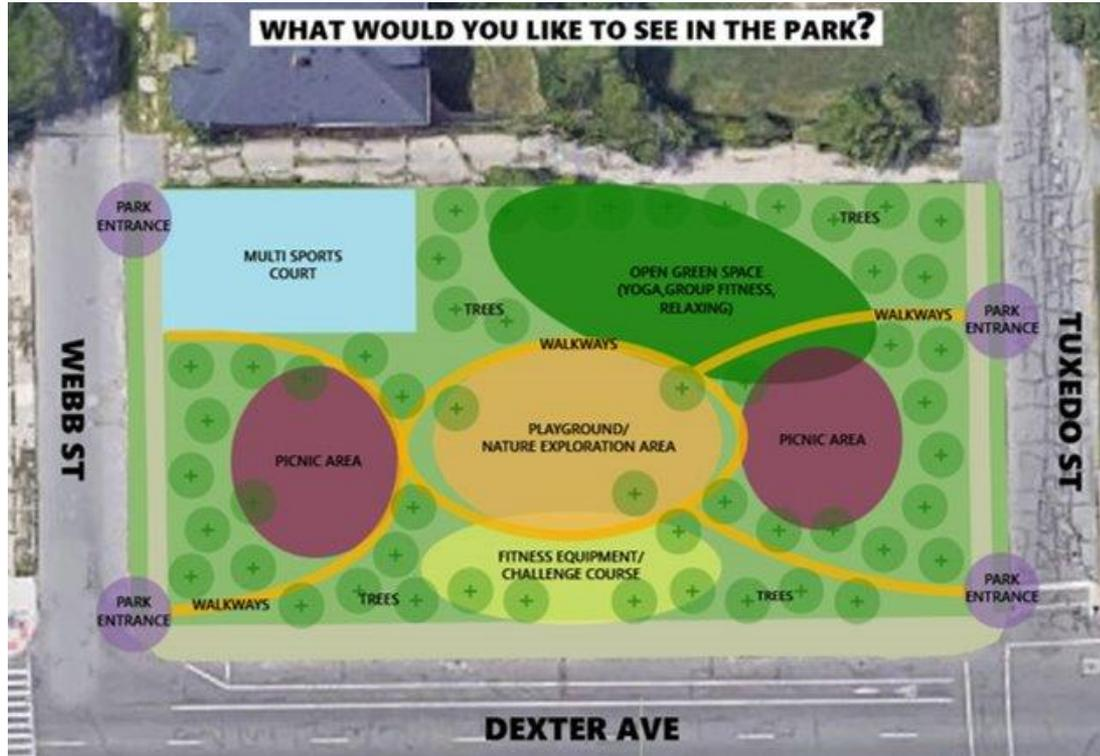 WHAT WOULD YOU LIKE TO SEE IN THE PARK?
PARK
ENTRANCE
MULTI SPORTS
COURT
TREES
OPEN GREEN SPACE
(YOGA,GROUP FITNESS,
RELAXING)
TREES
WALKWAYS
PARK
ENTRANCE
WALKWAYS
WEBB ST
TUXEDO ST
PICNIC AREA
PLAYGROUND/
NATURE EXPLORATION AREA
PICNIC AREA
FITNESS EQUIPMENT/
CHALLENGE COURSE
PARK
ENTRANCE
WALKWAYS
TREES
TREES
PARK
ENTRANCE
DEXTER AVE